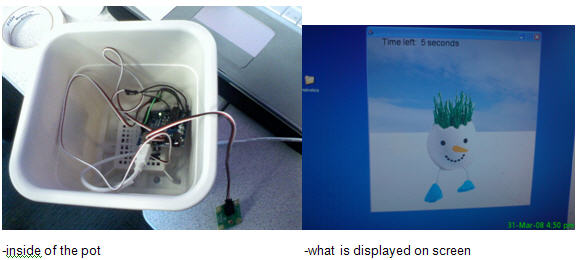 Time left: 5 seconds
31-Mar-08 4:50 pm
-inside of the pot
-what is displayed on screen